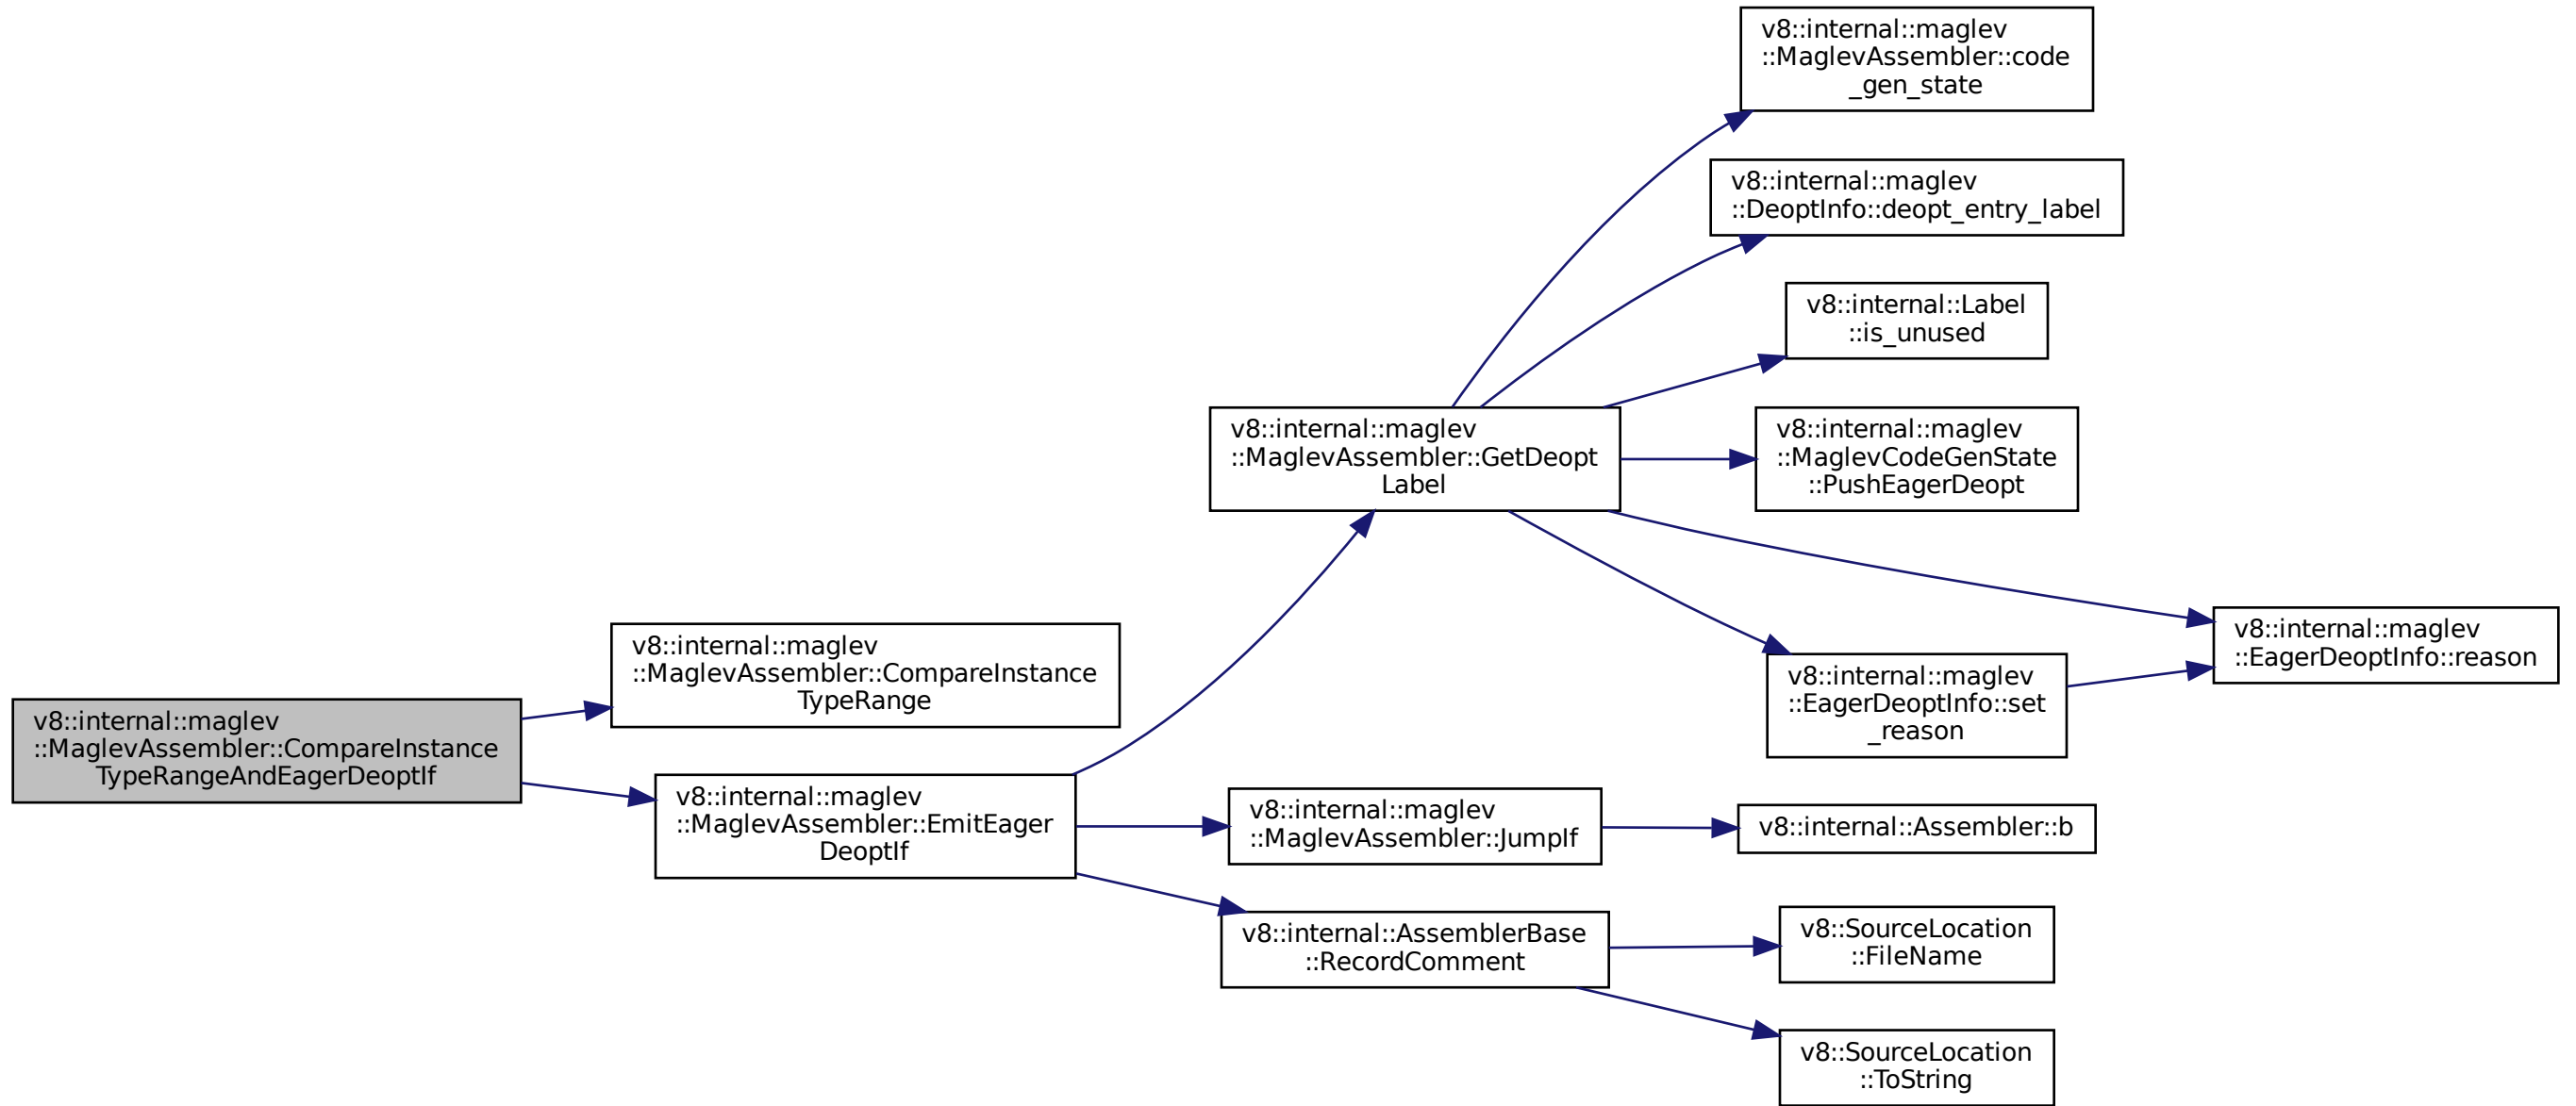 v8::internal::maglev
::MaglevAssembler::code
_gen_state
v8::internal::maglev
::DeoptInfo::deopt_entry_label
v8::internal::Label
::is_unused
v8::internal::maglev
::MaglevAssembler::GetDeopt
Label
v8::internal::maglev
::MaglevCodeGenState
::PushEagerDeopt
v8::internal::maglev
::EagerDeoptInfo::reason
v8::internal::maglev
::MaglevAssembler::CompareInstance
TypeRange
v8::internal::maglev
::EagerDeoptInfo::set
_reason
v8::internal::maglev
::MaglevAssembler::CompareInstance
TypeRangeAndEagerDeoptIf
v8::internal::maglev
::MaglevAssembler::EmitEager
DeoptIf
v8::internal::maglev
::MaglevAssembler::JumpIf
v8::internal::Assembler::b
v8::internal::AssemblerBase
::RecordComment
v8::SourceLocation
::FileName
v8::SourceLocation
::ToString